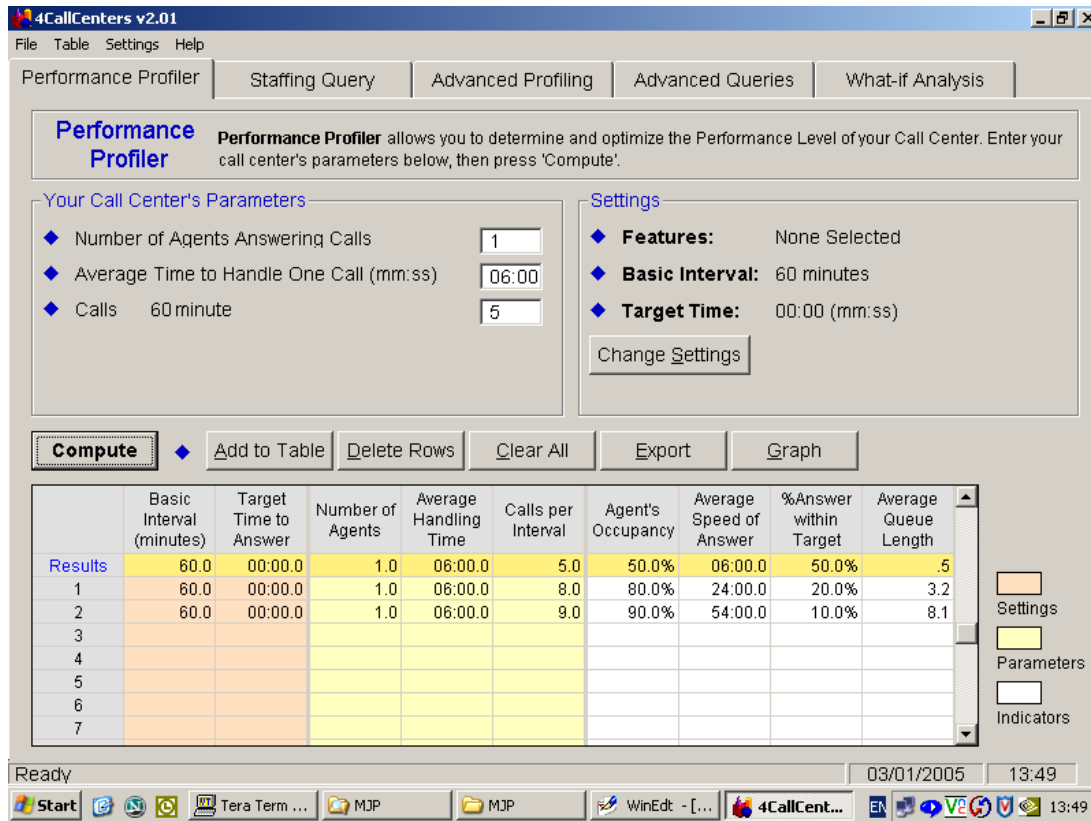 4CallCenters v2.01
File Table Settings Help
Performance Profiler Staffing Query Advanced Profiling Advanced Queries What-if Analysis
Performance Profiler
Performance Profiler allows you to determine and optimize the Performance Level of your Call Center. Enter your
call center's parameters below, then press 'Compute'.
Your Call Center's Parameters
Number of Agents Answering Calls 1
Average Time to Handle One Call (mm:ss) 06:00
Calls 60 minute 5
Settings
Features: None Selected
Basic Interval: 60 minutes
Target Time: 00:00 (mm:ss)
Change Settings
Compute Add to Table Delete Rows Clear All Export Graph
Basic Interval (minutes) Target Time to Answer Number of Agents Average Handling Time Calls per Interval Agent's Occupancy Average Speed of Answer %Answer within Target Average Queue Length
Results 60.0 00:00.0 1.0 06:00.0 5.0 50.0% 06:00.0 50.0% .5
1 60.0 00:00.0 1.0 06:00.0 8.0 80.0% 24:00.0 20.0% 3.2
2 60.0 00:00.0 1.0 06:00.0 9.0 90.0% 54:00.0 10.0% 8.1
3
4
5
6
7
Settings
Parameters
Indicators
Ready 03/01/2005 13:49
Start Tera Term ... MJP MJP WinEdt - [... 4CallCent... EN 13:49